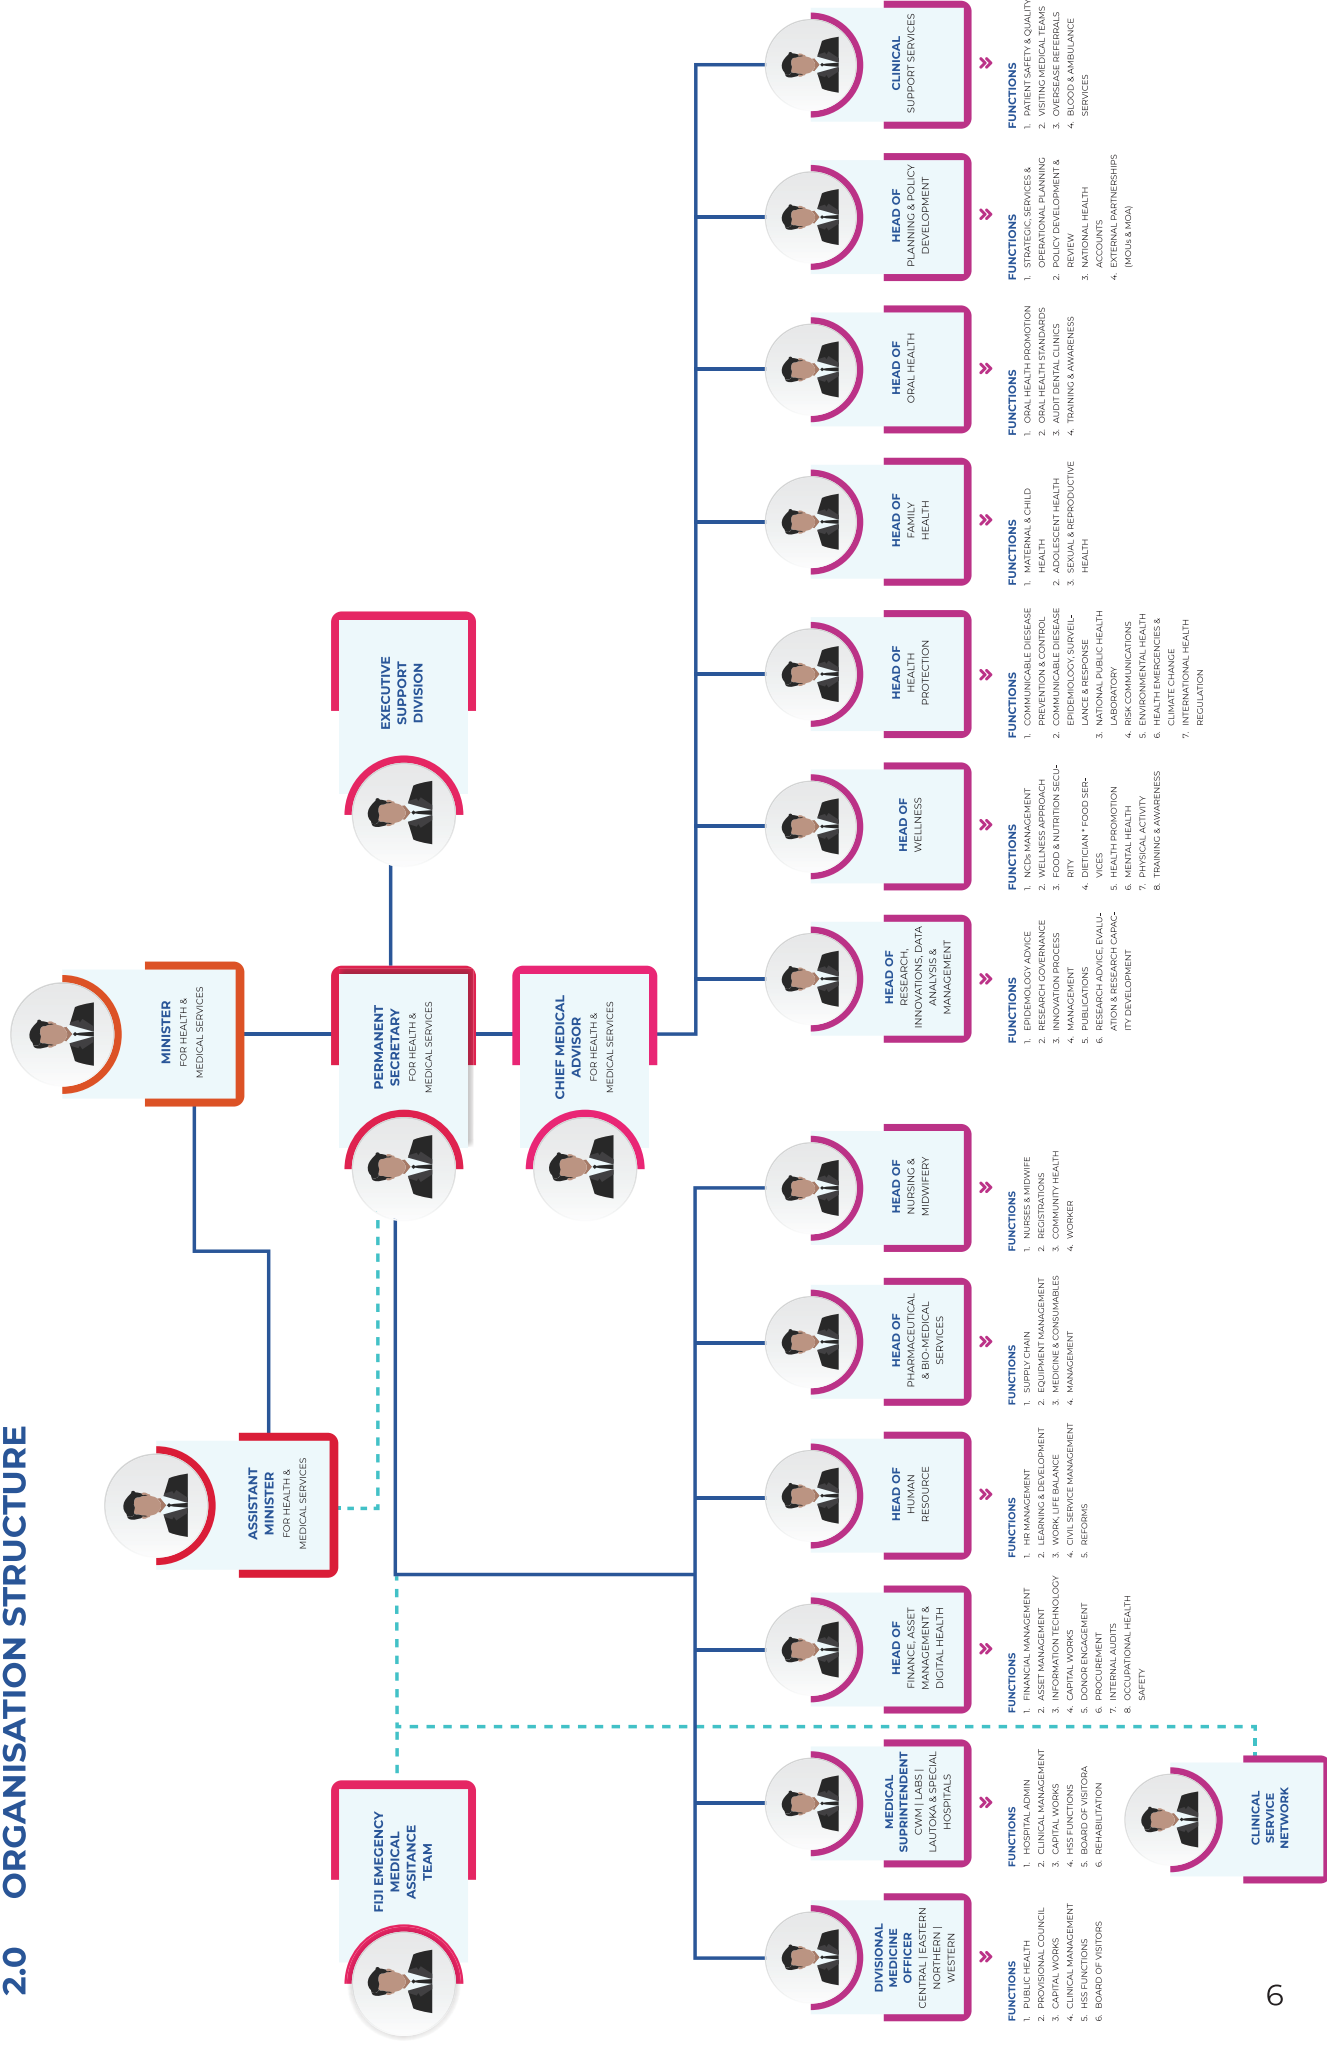 2.0 ORGANISATION STRUCTURE
MINISTER
FOR HEALTH &
MEDICAL SERVICES
ASSISTANT
MINISTER
FOR HEALTH &
MEDICAL SERVICES
FIJI EMEGENCY
MEDICAL
ASSITANCE
TEAM
PERMANENT
SECRETARY
FOR HEALTH &
MEDICAL SERVICES
EXECUTIVE
SUPPORT
DIVISION
CHIEF MEDICAL
ADVISOR
FOR HEALTH &
MEDICAL SERVICES
DIVISIONAL
MEDICINE
OFFICER
CENTRAL | EASTERN
NORTHERN |
WESTERN
FUNCTIONS
1. PUBLIC HEALTH
2. PROVISIONAL COUNCIL
3. CAPITAL WORKS
4. CLINICAL MANAGEMENT
5. HSS FUNCTIONS
6. BOARD OF VISITORS
MEDICAL
SUPRINTENDENT
CWM | LABS |
LAUTOKA & SPECIAL
HOSPITALS
FUNCTIONS
1. HOSPITAL ADMIN
2. CLINICAL MANAGEMENT
3. CAPITAL WORKS
4. HSS FUNCTIONS
5. BOARD OF VISITORA
6. REHABILITATION
HEAD OF
FINANCE, ASSET
MANAGEMENT &
DIGITAL HEALTH
FUNCTIONS
1. FINANCIAL MANAGEMENT
2. ASSET MANAGEMENT
3. INFORMATION TECHNOLOGY
4. CAPITAL WORKS
5. DONOR ENGAGEMENT
6. PROCUREMENT
7. INTERNAL AUDITS
8. OCCUPATIONAL HEALTH
SAFETY
HEAD OF
HUMAN
RESOURCE
FUNCTIONS
1. HR MANAGEMENT
2. LEARNING & DEVELOPMENT
3. WORK, LIFE BALANCE
4. CIVIL SERVICE MANAGEMENT
5. REFORMS
HEAD OF
PHARMACEUTICAL
& BIO-MEDICAL
SERVICES
FUNCTIONS
1. SUPPLY CHAIN
2. EQUIPMENT MANAGEMENT
3. MEDICINE & CONSUMABLES
4. MANAGEMENT
HEAD OF
NURSING &
MIDWIFERY
FUNCTIONS
1. NURSES & MIDWIFE
2. REGISTRATIONS
3. COMMUNITY HEALTH
4. WORKER
HEAD OF
RESEARCH,
INNOVATIONS, DATA
ANALYSIS &
MANAGEMENT
FUNCTIONS
1. EPIDEMOLOGY ADVICE
2. RESEARCH GOVERNANCE
3. INNOVATION PROCESS
4. MANAGEMENT
5. PUBLICATIONS
6. RESEARCH ADVICE, EVALU-
ATION & RESEARCH CAPAC-
ITY DEVELOPMENT
HEAD OF
WELLNESS
FUNCTIONS
1. NCDs MANAGEMENT
2. WELLNESS APPROACH
3. FOOD & NUTRITION SECU-
RITY
4. DIETICIAN * FOOD SER-
VICES
5. HEALTH PROMOTION
6. MENTAL HEALTH
7. PHYSICAL ACTIVITY
8. TRAINING & AWARENESS
HEAD OF
HEALTH
PROTECTION
FUNCTIONS
1. COMMUNICABLE DIESEASE
PREVENTION & CONTROL
2. COMMUNICABLE DIESEASE
EPIDEMIOLOGY, SURVEIL-
LANCE & RESPONSE
3. NATIONAL PUBLIC HEALTH
LABORATORY
4. RISK COMMUNICATIONS
5. ENVIRONMENTAL HEALTH
6. HEALTH EMERGENCIES &
CLIMATE CHANGE
7. INTERNATIONAL HEALTH
REGULATION
HEAD OF
FAMILY
HEALTH
FUNCTIONS
1. MATERNAL & CHILD
HEALTH
2. ADOLESCENT HEALTH
3. SEXUAL & REPRODUCTIVE
HEALTH
HEAD OF
ORAL HEALTH
FUNCTIONS
1. ORAL HEALTH PROMOTION
2. ORAL HEALTH STANDARDS
3. AUDIT DENTAL CLINICS
4. TRAINING & AWARENESS
HEAD OF
PLANNING & POLICY
DEVELOPMENT
FUNCTIONS
1. STRATEGIC, SERVICES &
OPERATIONAL PLANNING
2. POLICY DEVELOPMENT &
REVIEW
3. NATIONAL HEALTH
ACCOUNTS
4. EXTERNAL PARTNERSHIPS
(MOUs & MOA)
CLINICAL
SUPPORT SERVICES
FUNCTIONS
1. PATIENT SAFETY & QUALITY
2. VISITING MEDICAL TEAMS
3. OVERSEASE REFERRALS
4. BLOOD & AMBULANCE
SERVICES
CLINICAL
SERVICE
NETWORK
6